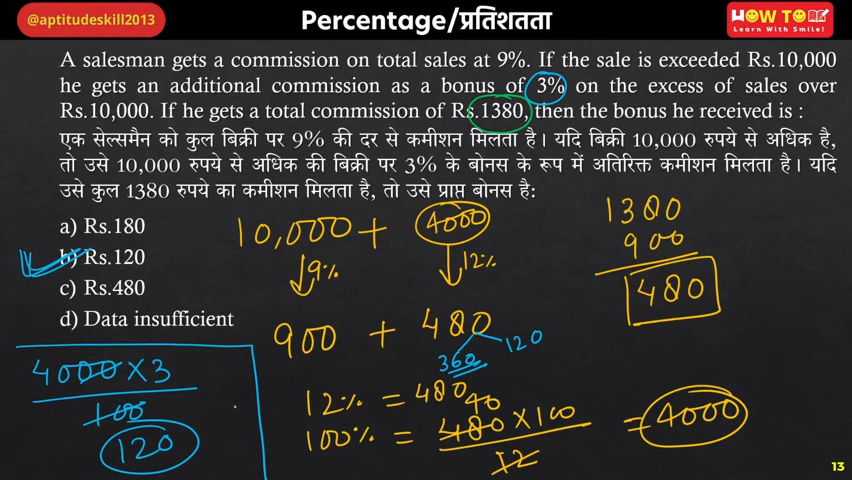 @aptitudeskill2013
Percentage/प्रतिशतता
HOW TO
Learn With Smile!
A salesman gets a commission on total sales at 9%. If the sale is exceeded Rs.10,000
he gets an additional commission as a bonus of 3% on the excess of sales over
Rs.10,000. If he gets a total commission of Rs.1380, then the bonus he received is :
एक सेल्समैन को कुल बिक्री पर 9% की दर से कमीशन मिलता है। यदि बिक्री 10,000 रुपये से अधिक है,
तो उसे 10,000 रुपये से अधिक की बिक्री पर 3% के बोनस के रूप में अतिरिक्त कमीशन मिलता है। यदि
उसे कुल 1380 रुपये का कमीशन मिलता है, तो उसे प्राप्त बोनस है:
a) Rs.180
b) Rs.120
c) Rs.480
d) Data insufficient
10,000 + 4000
9% 12%
900 + 480
360 120
12% = 480
40
100% = 480 × 100 = 4000
12
1380
900
480
4000 × 3
100
120
13